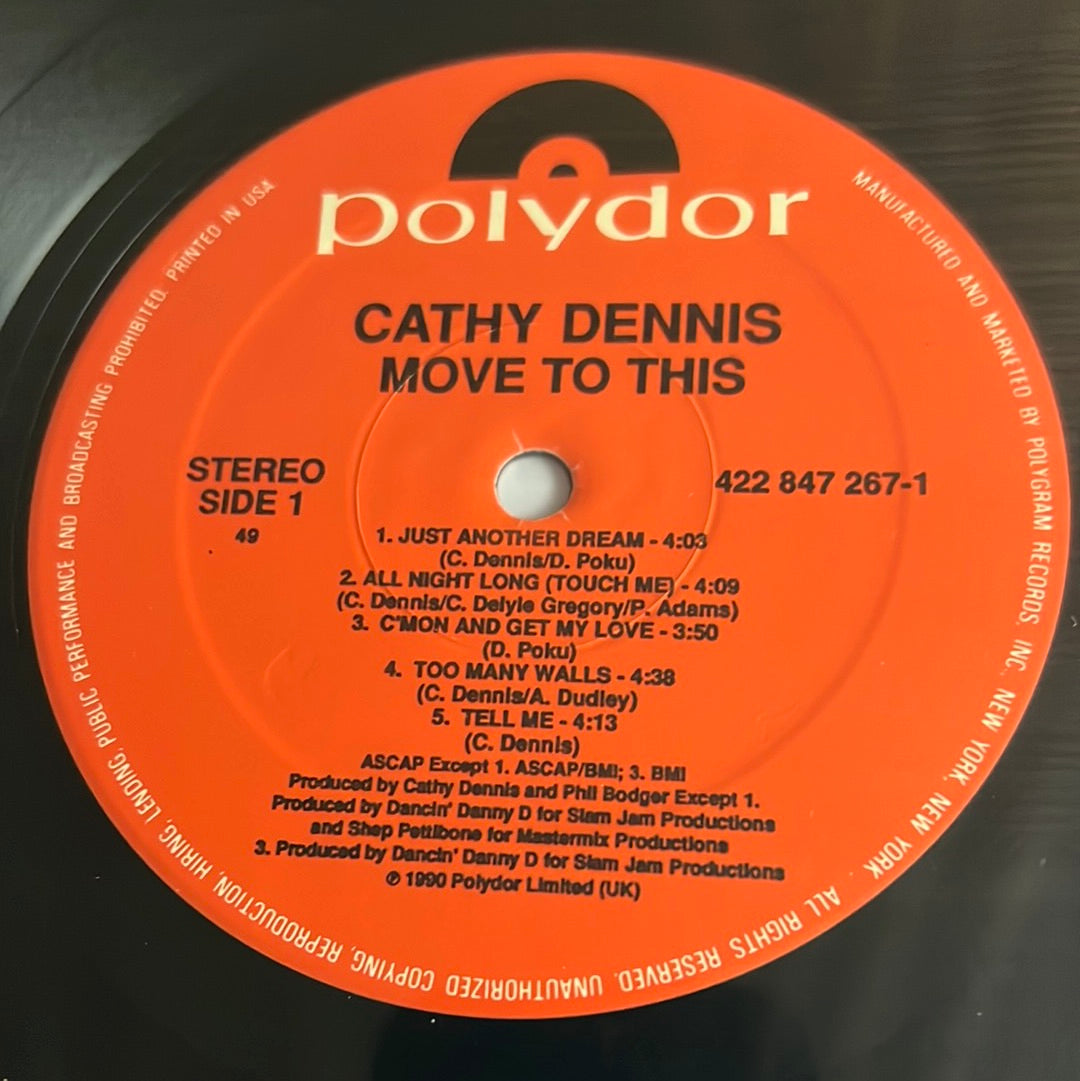 polydor
CATHY DENNIS
MOVE TO THIS
STEREO
SIDE 1
49
422 847 267-1
1. JUST ANOTHER DREAM - 4:03
(C. Dennis/D. Poku)
2. ALL NIGHT LONG (TOUCH ME) - 4:09
(C. Dennis/C. Delyle Gregory/P. Adams)
3. C'MON AND GET MY LOVE - 3:50
(D. Poku)
4. TOO MANY WALLS - 4:38
(C. Dennis/A. Dudley)
5. TELL ME - 4:13
(C. Dennis)
ASCAP Except 1. ASCAP/BMI; 3. BMI
Produced by Cathy Dennis and Phil Bodger Except 1.
Produced by Dancin' Danny D for Slam Jam Productions
and Shep Pettibone for Mastermix Productions
3. Produced by Dancin' Danny D for Slam Jam Productions
℗ 1990 Polydor Limited (UK)
MANUFACTURED AND MARKETED BY POLYGRAM RECORDS, INC., NEW YORK, NEW YORK. ALL RIGHTS RESERVED. UNAUTHORIZED COPYING, REPRODUCTION, HIRING, LENDING, PUBLIC PERFORMANCE AND BROADCASTING PROHIBITED. PRINTED IN USA